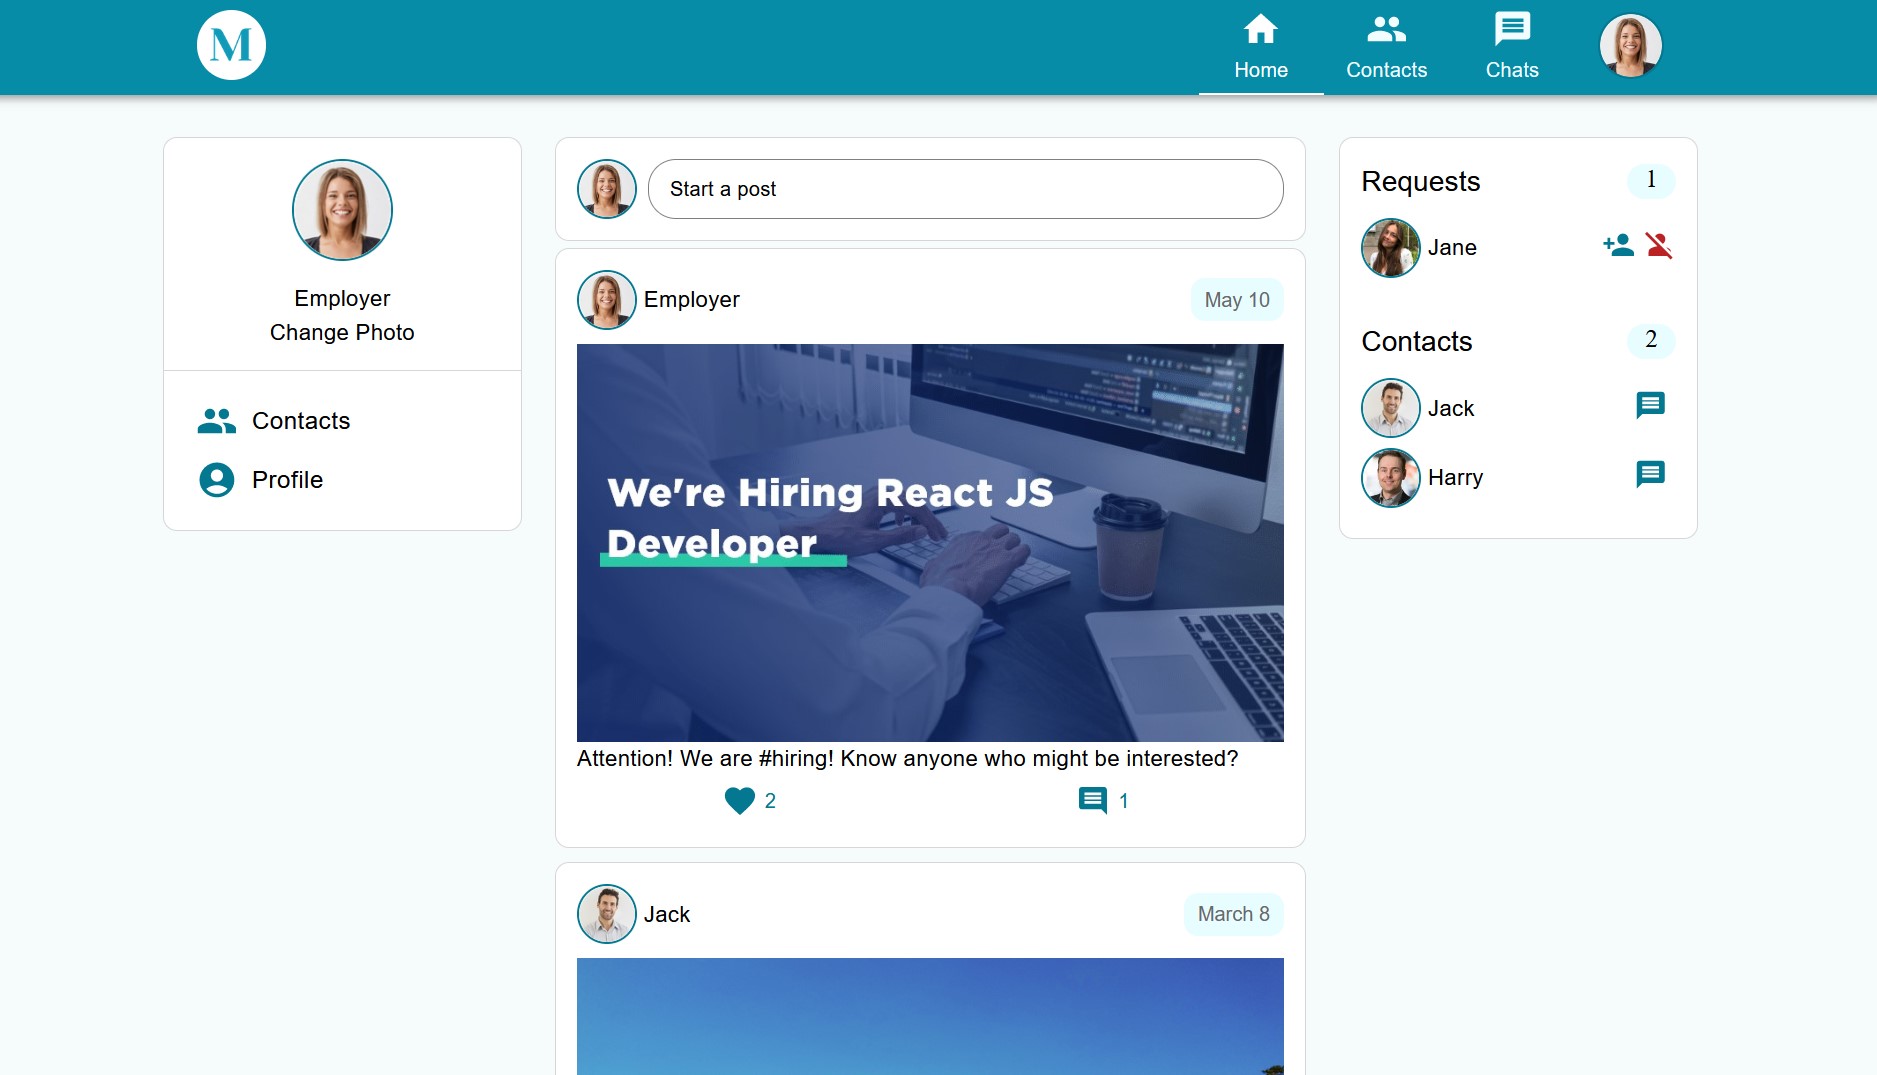 M
Home
Contacts
Chats
Employer
Change Photo
Contacts
Profile
Start a post
Employer
May 10
We're Hiring React JS
Developer
Attention! We are #hiring! Know anyone who might be interested?
2
1
Jack
March 8
Requests
1
Jane
Contacts
2
Jack
Harry